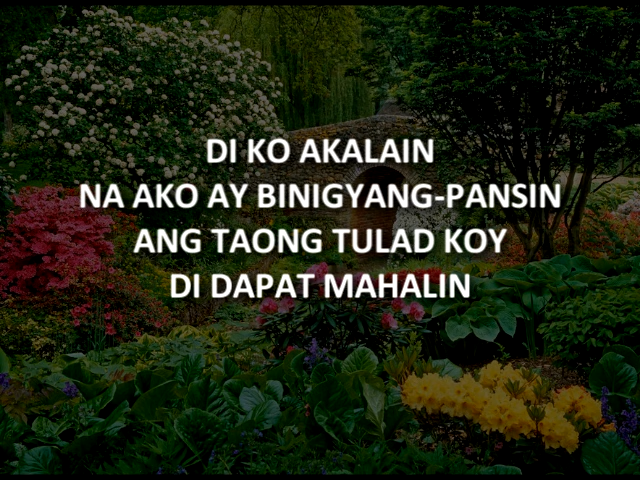 DI KO AKALAIN
NA AKO AY BINIGYANG-PANSIN
ANG TAONG TULAD KOY
DI DAPAT MAHALIN